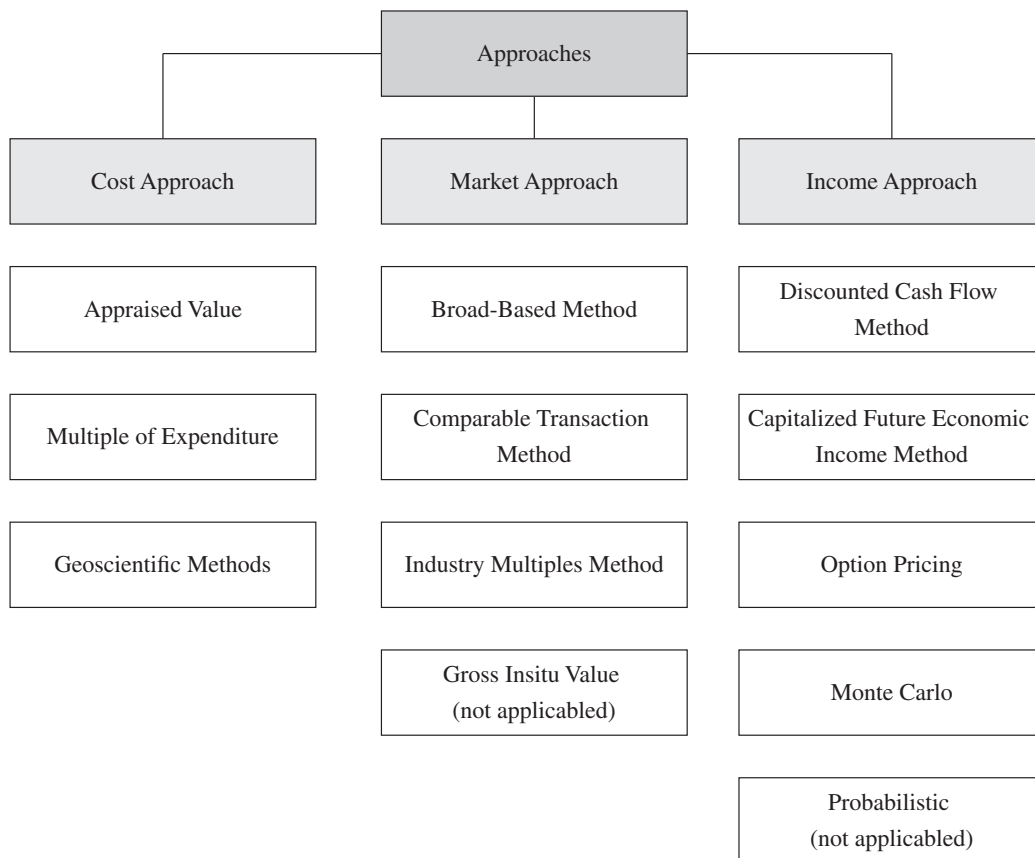 Approaches
Cost Approach
Market Approach
Income Approach
Appraised Value
Broad-Based Method
Discounted Cash Flow
Method
Multiple of Expenditure
Comparable Transaction
Method
Capitalized Future Economic
Income Method
Geoscientific Methods
Industry Multiples Method
Option Pricing
Gross Insitu Value
(not applicabled)
Monte Carlo
Probabilistic
(not applicabled)